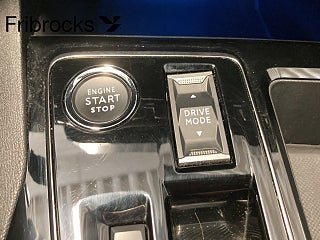 Fribrocks
ENGINE
START
STOP
DRIVE
MODE